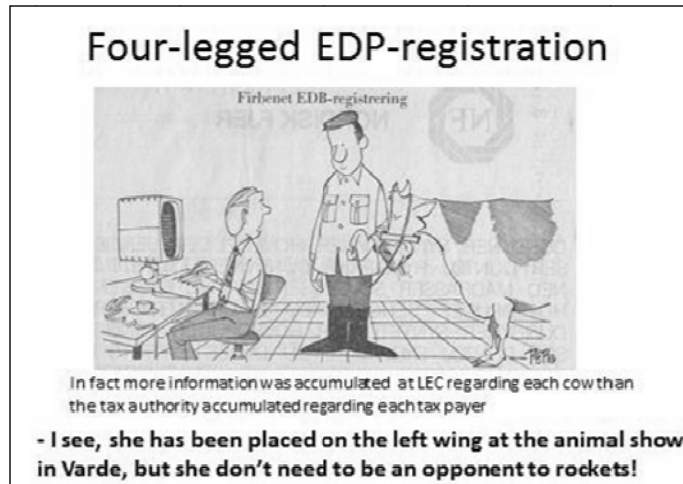 Four-legged EDP-registration
Firbenet EDB-registrering
NF
In fact more information was accumulated at LEC regarding each cow than
the tax authority accumulated regarding each tax payer
- I see, she has been placed on the left wing at the animal show
in Varde, but she don't need to be an opponent to rockets!